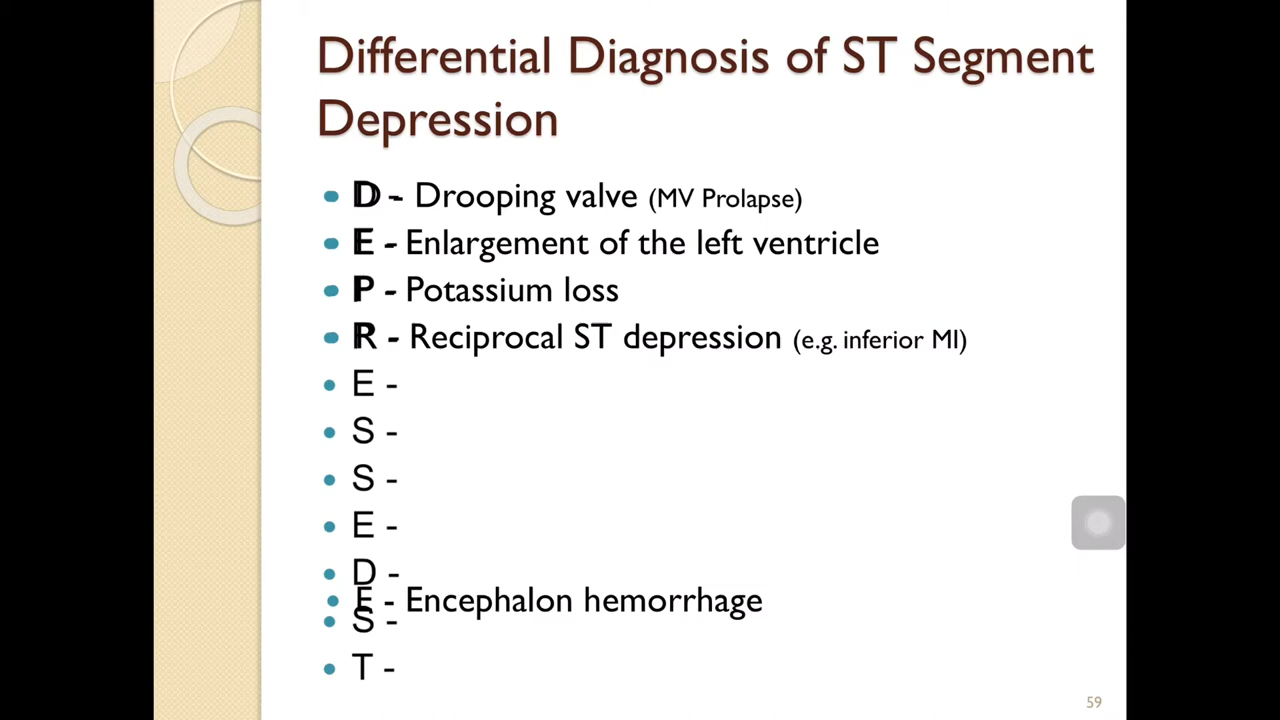 Differential Diagnosis of ST Segment
Depression
D - Drooping valve (MV Prolapse)
E - Enlargement of the left ventricle
P - Potassium loss
R - Reciprocal ST depression (e.g. inferior MI)
E -
S -
S -
E -
D -
E - Encephalon hemorrhage
S -
T -
59